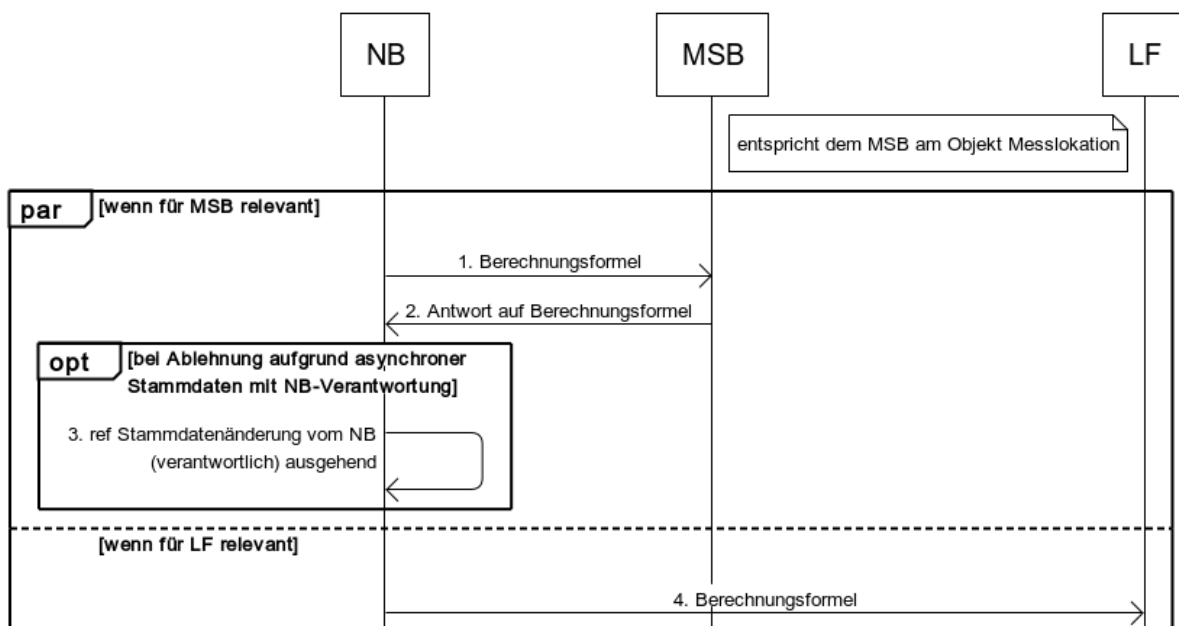 NB
MSB
LF
entspricht dem MSB am Objekt Messlokation
par
[wenn für MSB relevant]
1. Berechnungsformel
2. Antwort auf Berechnungsformel
opt
[bei Ablehnung aufgrund asynchroner
Stammdaten mit NB-Verantwortung]
3. ref Stammdatenänderung vom NB
(verantwortlich) ausgehend
[wenn für LF relevant]
4. Berechnungsformel